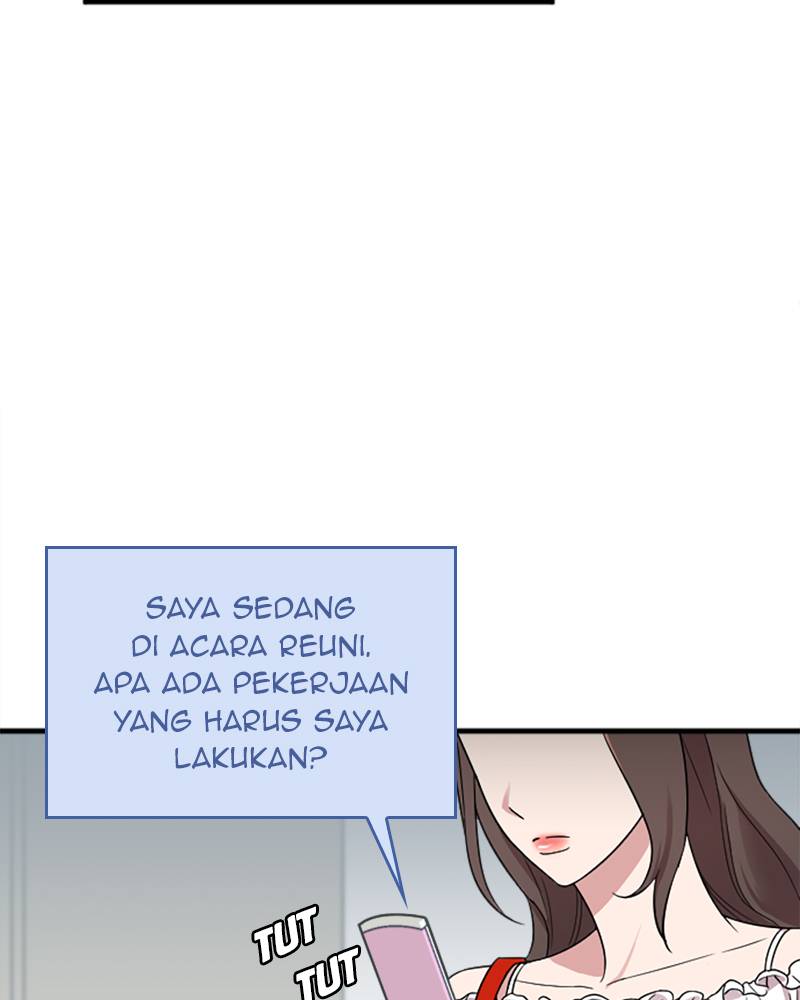 SAYA SEDANG
DI ACARA REUNI,
APA ADA PEKERJAAN
YANG HARUS SAYA
LAKUKAN?
TUT
TUT